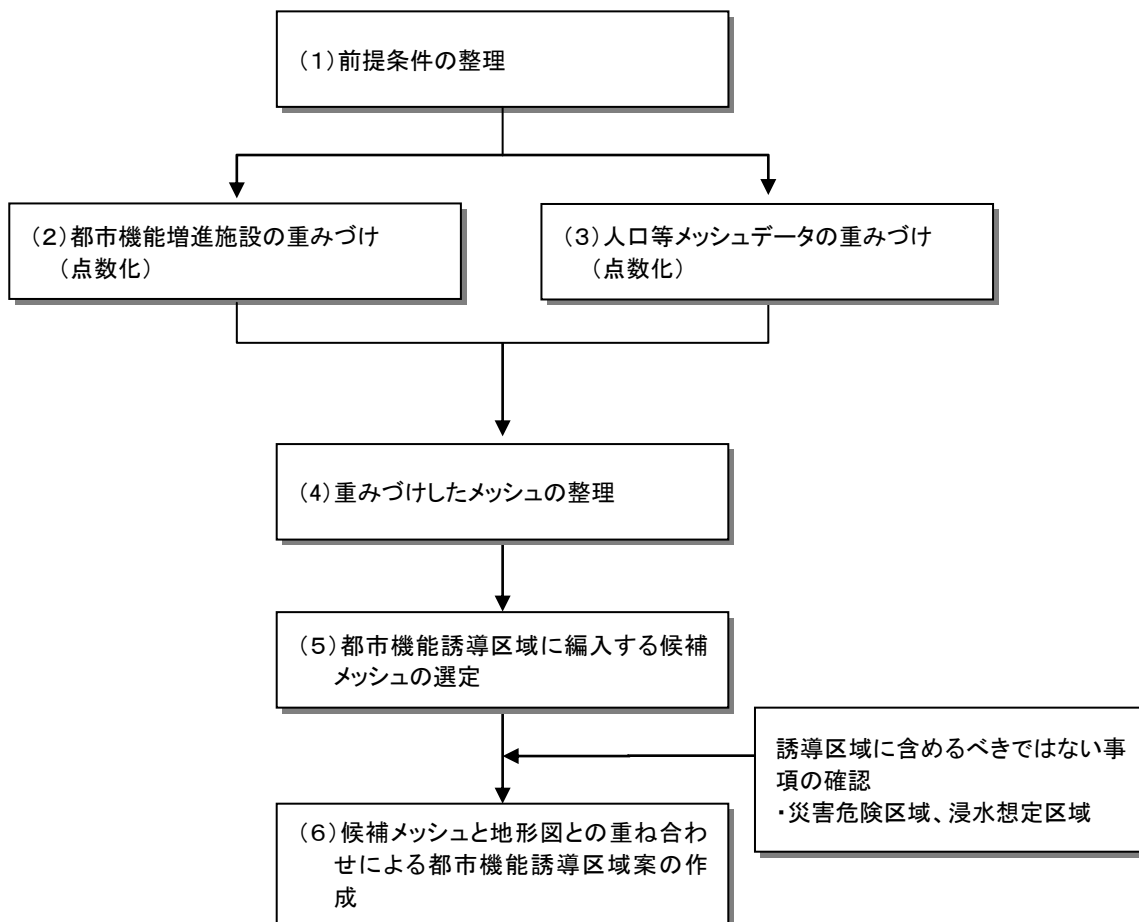 (1)前提条件の整理
(2)都市機能増進施設の重みづけ
(点数化)
(3)人口等メッシュデータの重みづけ
(点数化)
(4)重みづけしたメッシュの整理
(5)都市機能誘導区域に編入する候補
メッシュの選定
誘導区域に含めるべきではない事
項の確認
・災害危険区域、浸水想定区域
(6)候補メッシュと地形図との重ね合わ
せによる都市機能誘導区域案の作
成